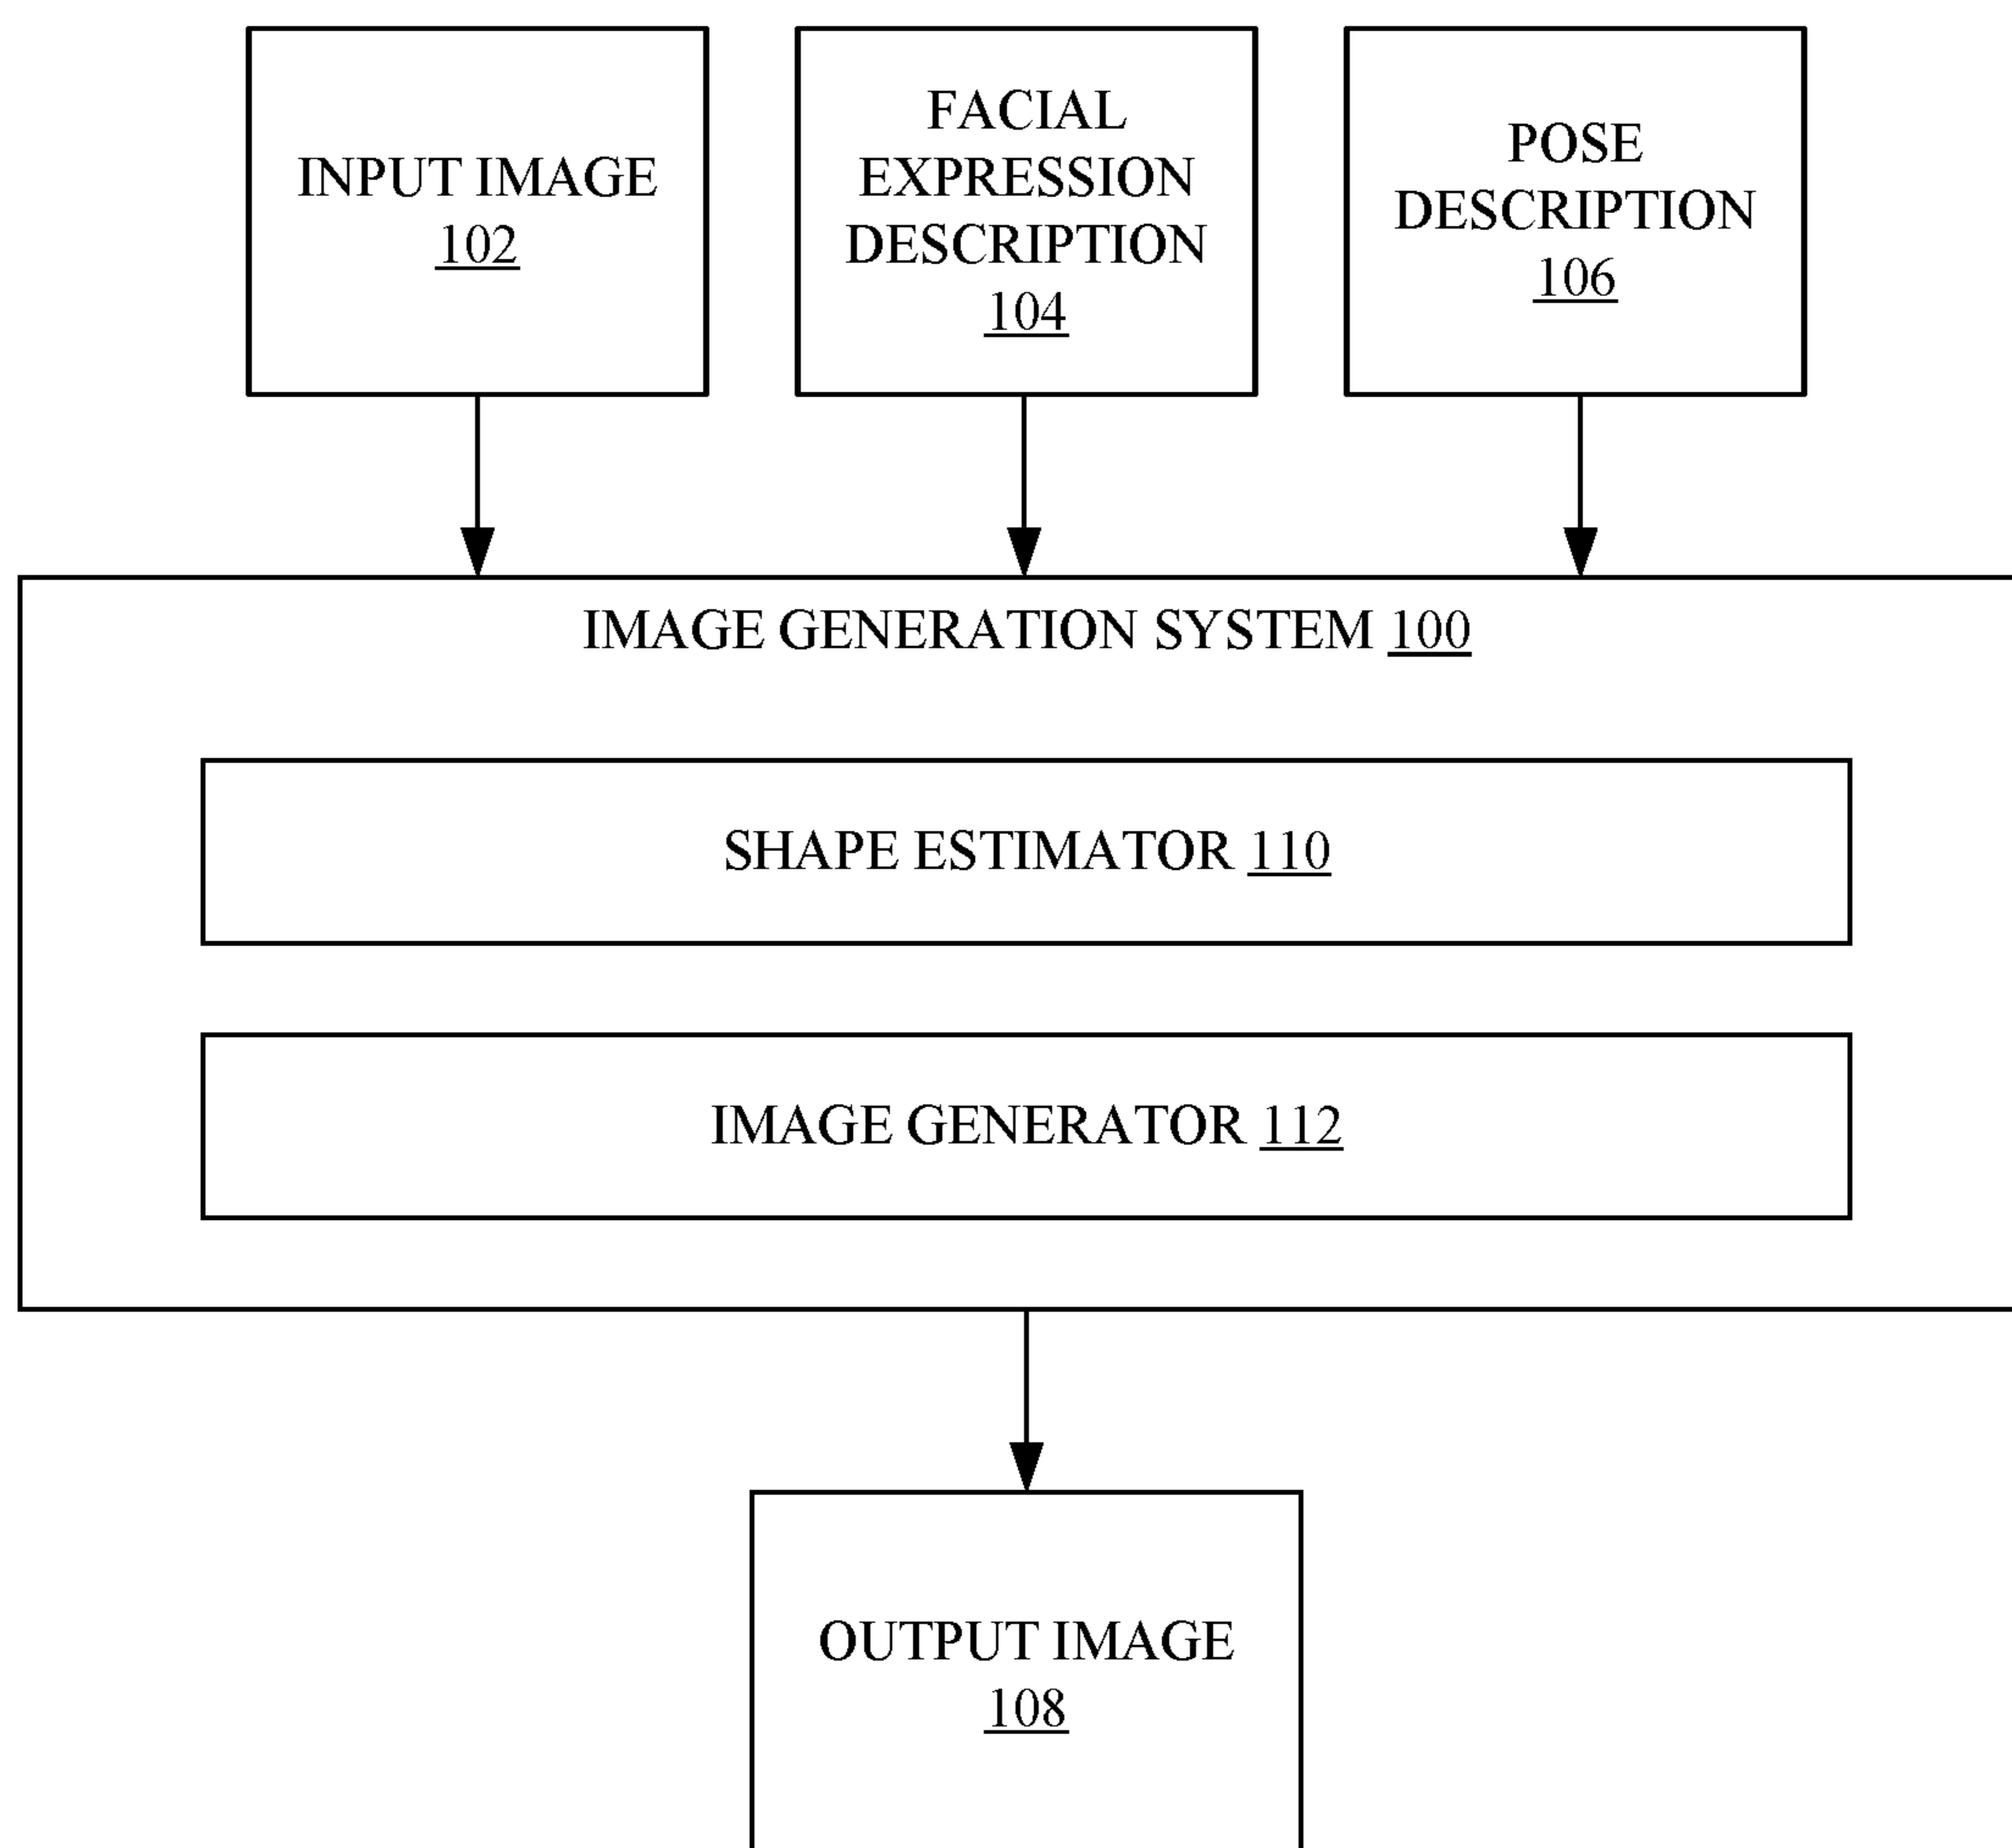 INPUT IMAGE
102
FACIAL
EXPRESSION
DESCRIPTION
104
POSE
DESCRIPTION
106
IMAGE GENERATION SYSTEM 100
SHAPE ESTIMATOR 110
IMAGE GENERATOR 112
OUTPUT IMAGE
108